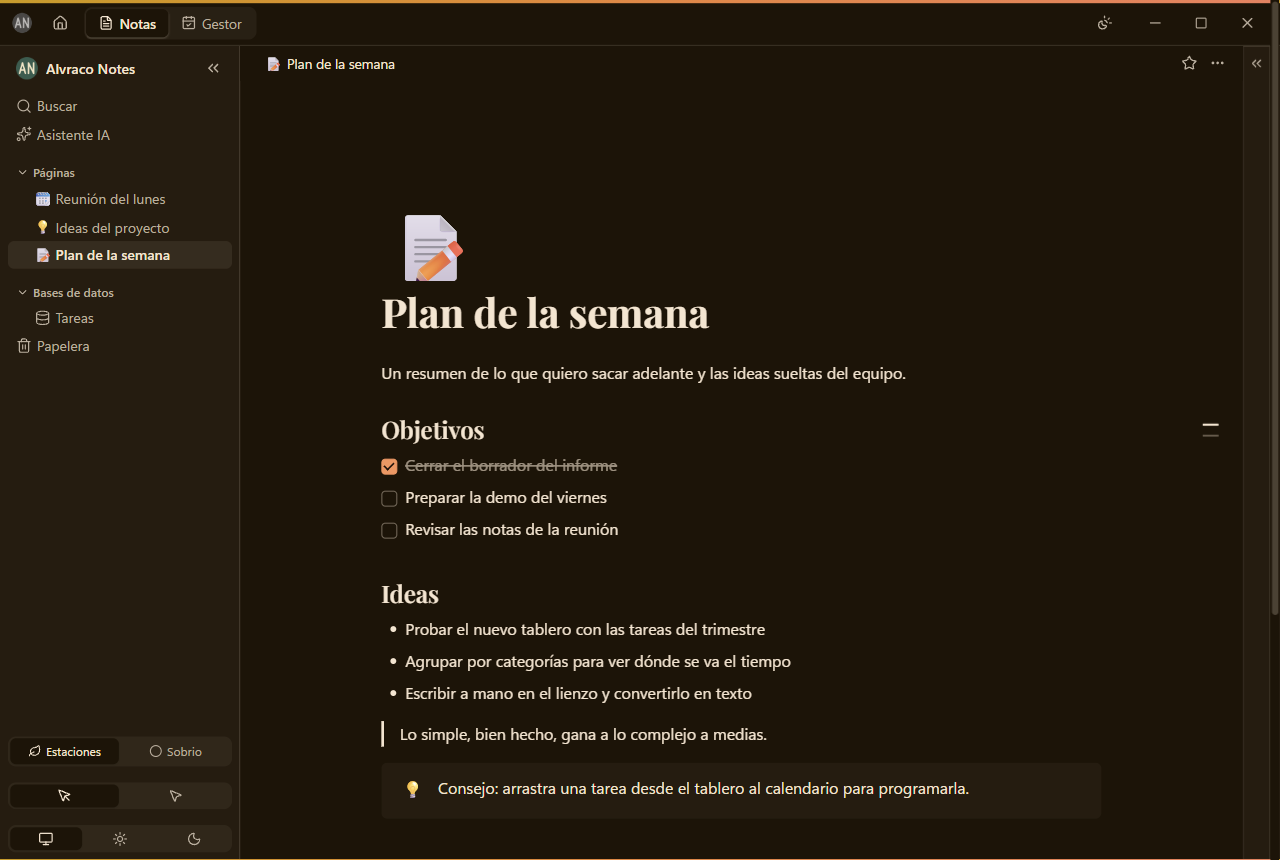 AN
Notas
Gestor
AN Alvraco Notes
Plan de la semana
Buscar
Asistente IA
Páginas
Reunión del lunes
Ideas del proyecto
Plan de la semana
Bases de datos
Tareas
Papelera
Plan de la semana
Un resumen de lo que quiero sacar adelante y las ideas sueltas del equipo.
Objetivos
Cerrar el borrador del informe
Preparar la demo del viernes
Revisar las notas de la reunión
Ideas
• Probar el nuevo tablero con las tareas del trimestre
• Agrupar por categorías para ver dónde se va el tiempo
• Escribir a mano en el lienzo y convertirlo en texto
Lo simple, bien hecho, gana a lo complejo a medias.
Consejo: arrastra una tarea desde el tablero al calendario para programarla.
Estaciones
Sobrio